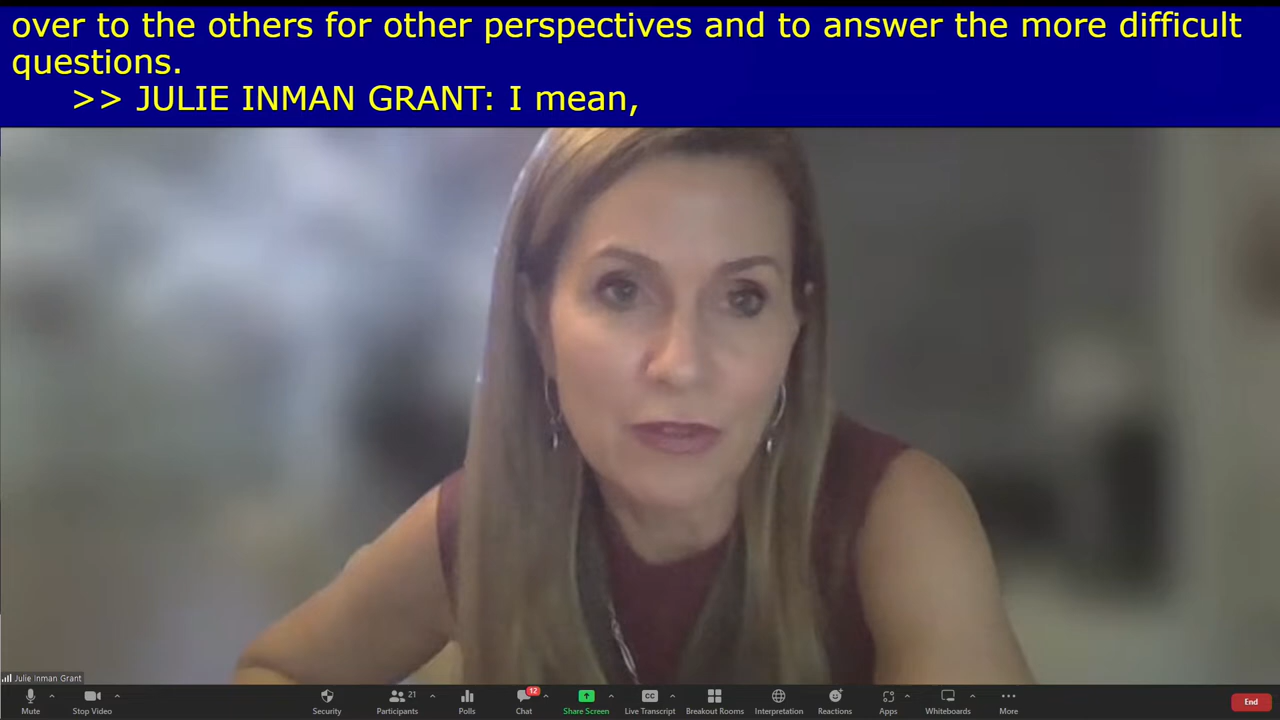 over to the others for other perspectives and to answer the more difficult
questions.
>> JULIE INMAN GRANT: I mean,
Julie Inman Grant
Mute
Stop Video
Security
21
Participants
Polls
12
Chat
Share Screen
CC
Live Transcript
Breakout Rooms
Interpretation
Reactions
Apps
Whiteboards
More
End